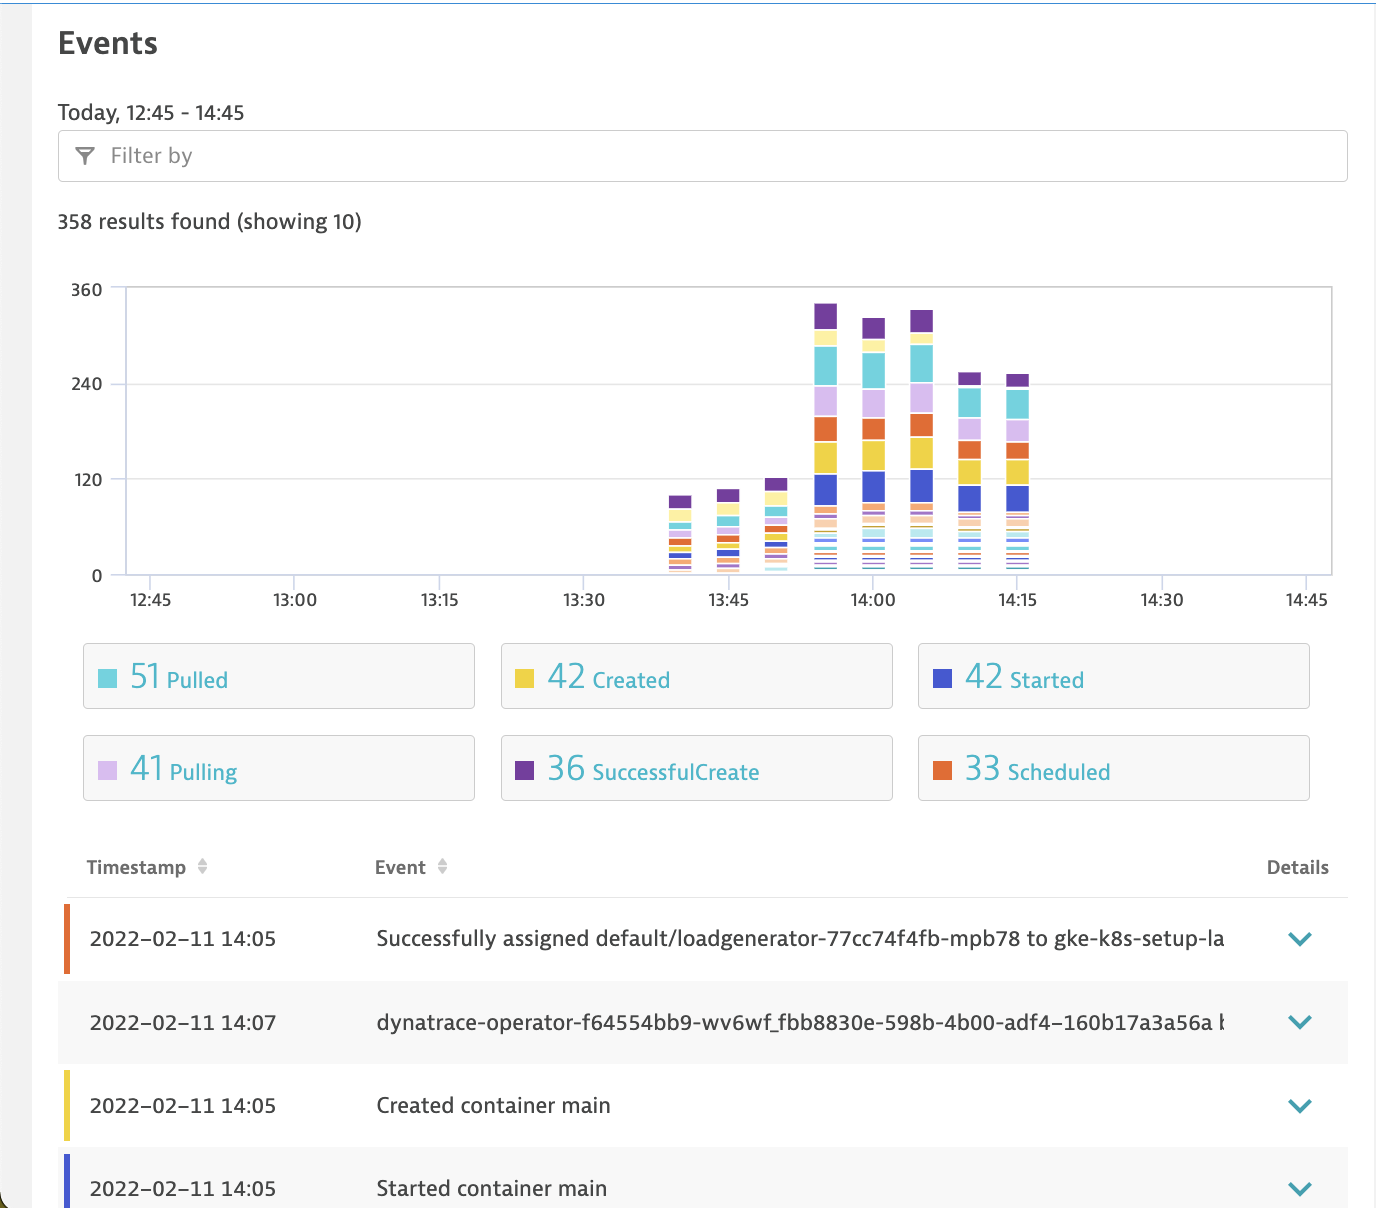 Events
Today, 12:45 - 14:45
Filter by
358 results found (showing 10)
360
240
120
0
12:45 13:00 13:15 13:30 13:45 14:00 14:15 14:30 14:45
51 Pulled 42 Created 42 Started
41 Pulling 36 SuccessfulCreate 33 Scheduled
Timestamp Event Details
2022–02–11 14:05 Successfully assigned default/loadgenerator-77cc74f4fb-mpb78 to gke-k8s-setup-la
2022–02–11 14:07 dynatrace-operator-f64554bb9-wv6wf_fbb8830e-598b-4b00-adf4–160b17a3a56a
2022–02–11 14:05 Created container main
2022–02–11 14:05 Started container main